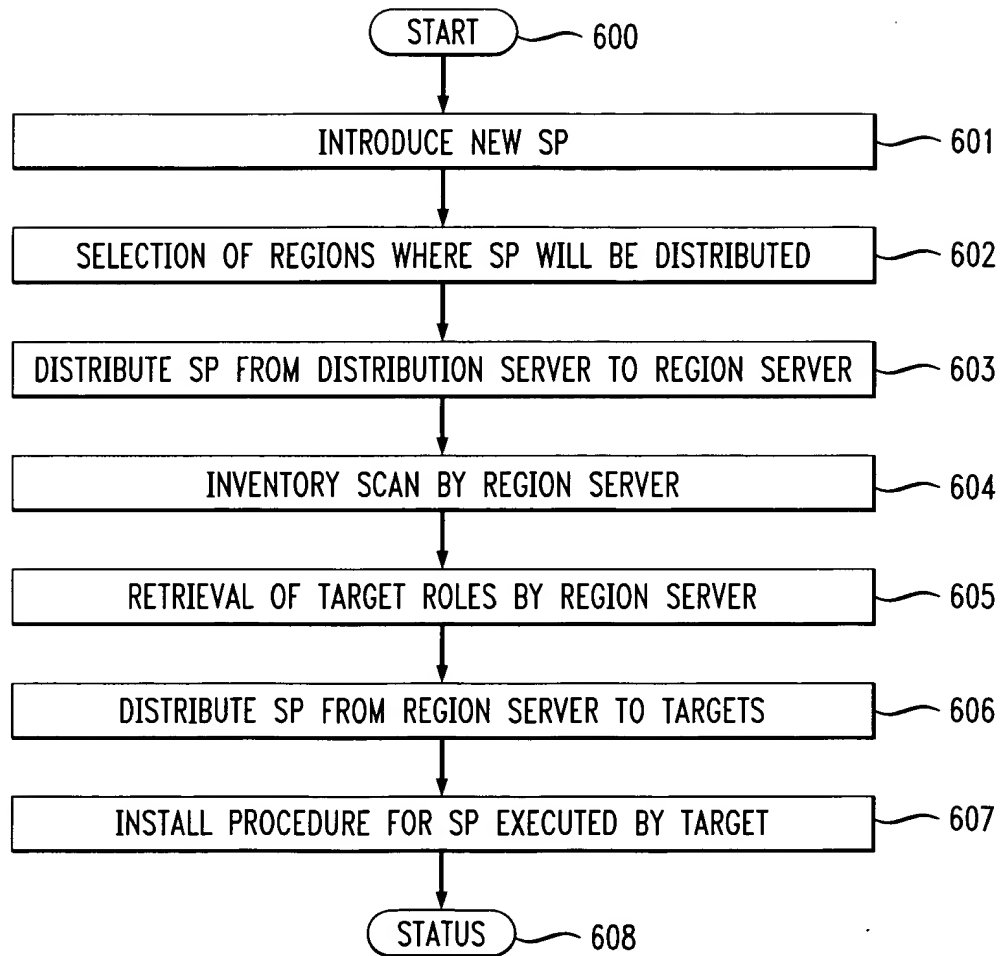 START 600
INTRODUCE NEW SP 601
SELECTION OF REGIONS WHERE SP WILL BE DISTRIBUTED 602
DISTRIBUTE SP FROM DISTRIBUTION SERVER TO REGION SERVER 603
INVENTORY SCAN BY REGION SERVER 604
RETRIEVAL OF TARGET ROLES BY REGION SERVER 605
DISTRIBUTE SP FROM REGION SERVER TO TARGETS 606
INSTALL PROCEDURE FOR SP EXECUTED BY TARGET 607
STATUS 608